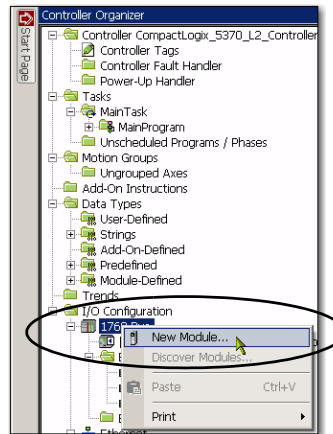 Controller Organizer
Start Page
Controller CompactLogix_5370_L2_Controller
Controller Tags
Controller Fault Handler
Power-Up Handler
Tasks
MainTask
MainProgram
Unscheduled Programs / Phases
Motion Groups
Ungrouped Axes
Add-On Instructions
Data Types
User-Defined
Strings
Add-On-Defined
Predefined
Module-Defined
Trends
I/O Configuration
New Module...
Discover Modules...
Paste Ctrl+V
Print
Ethernet